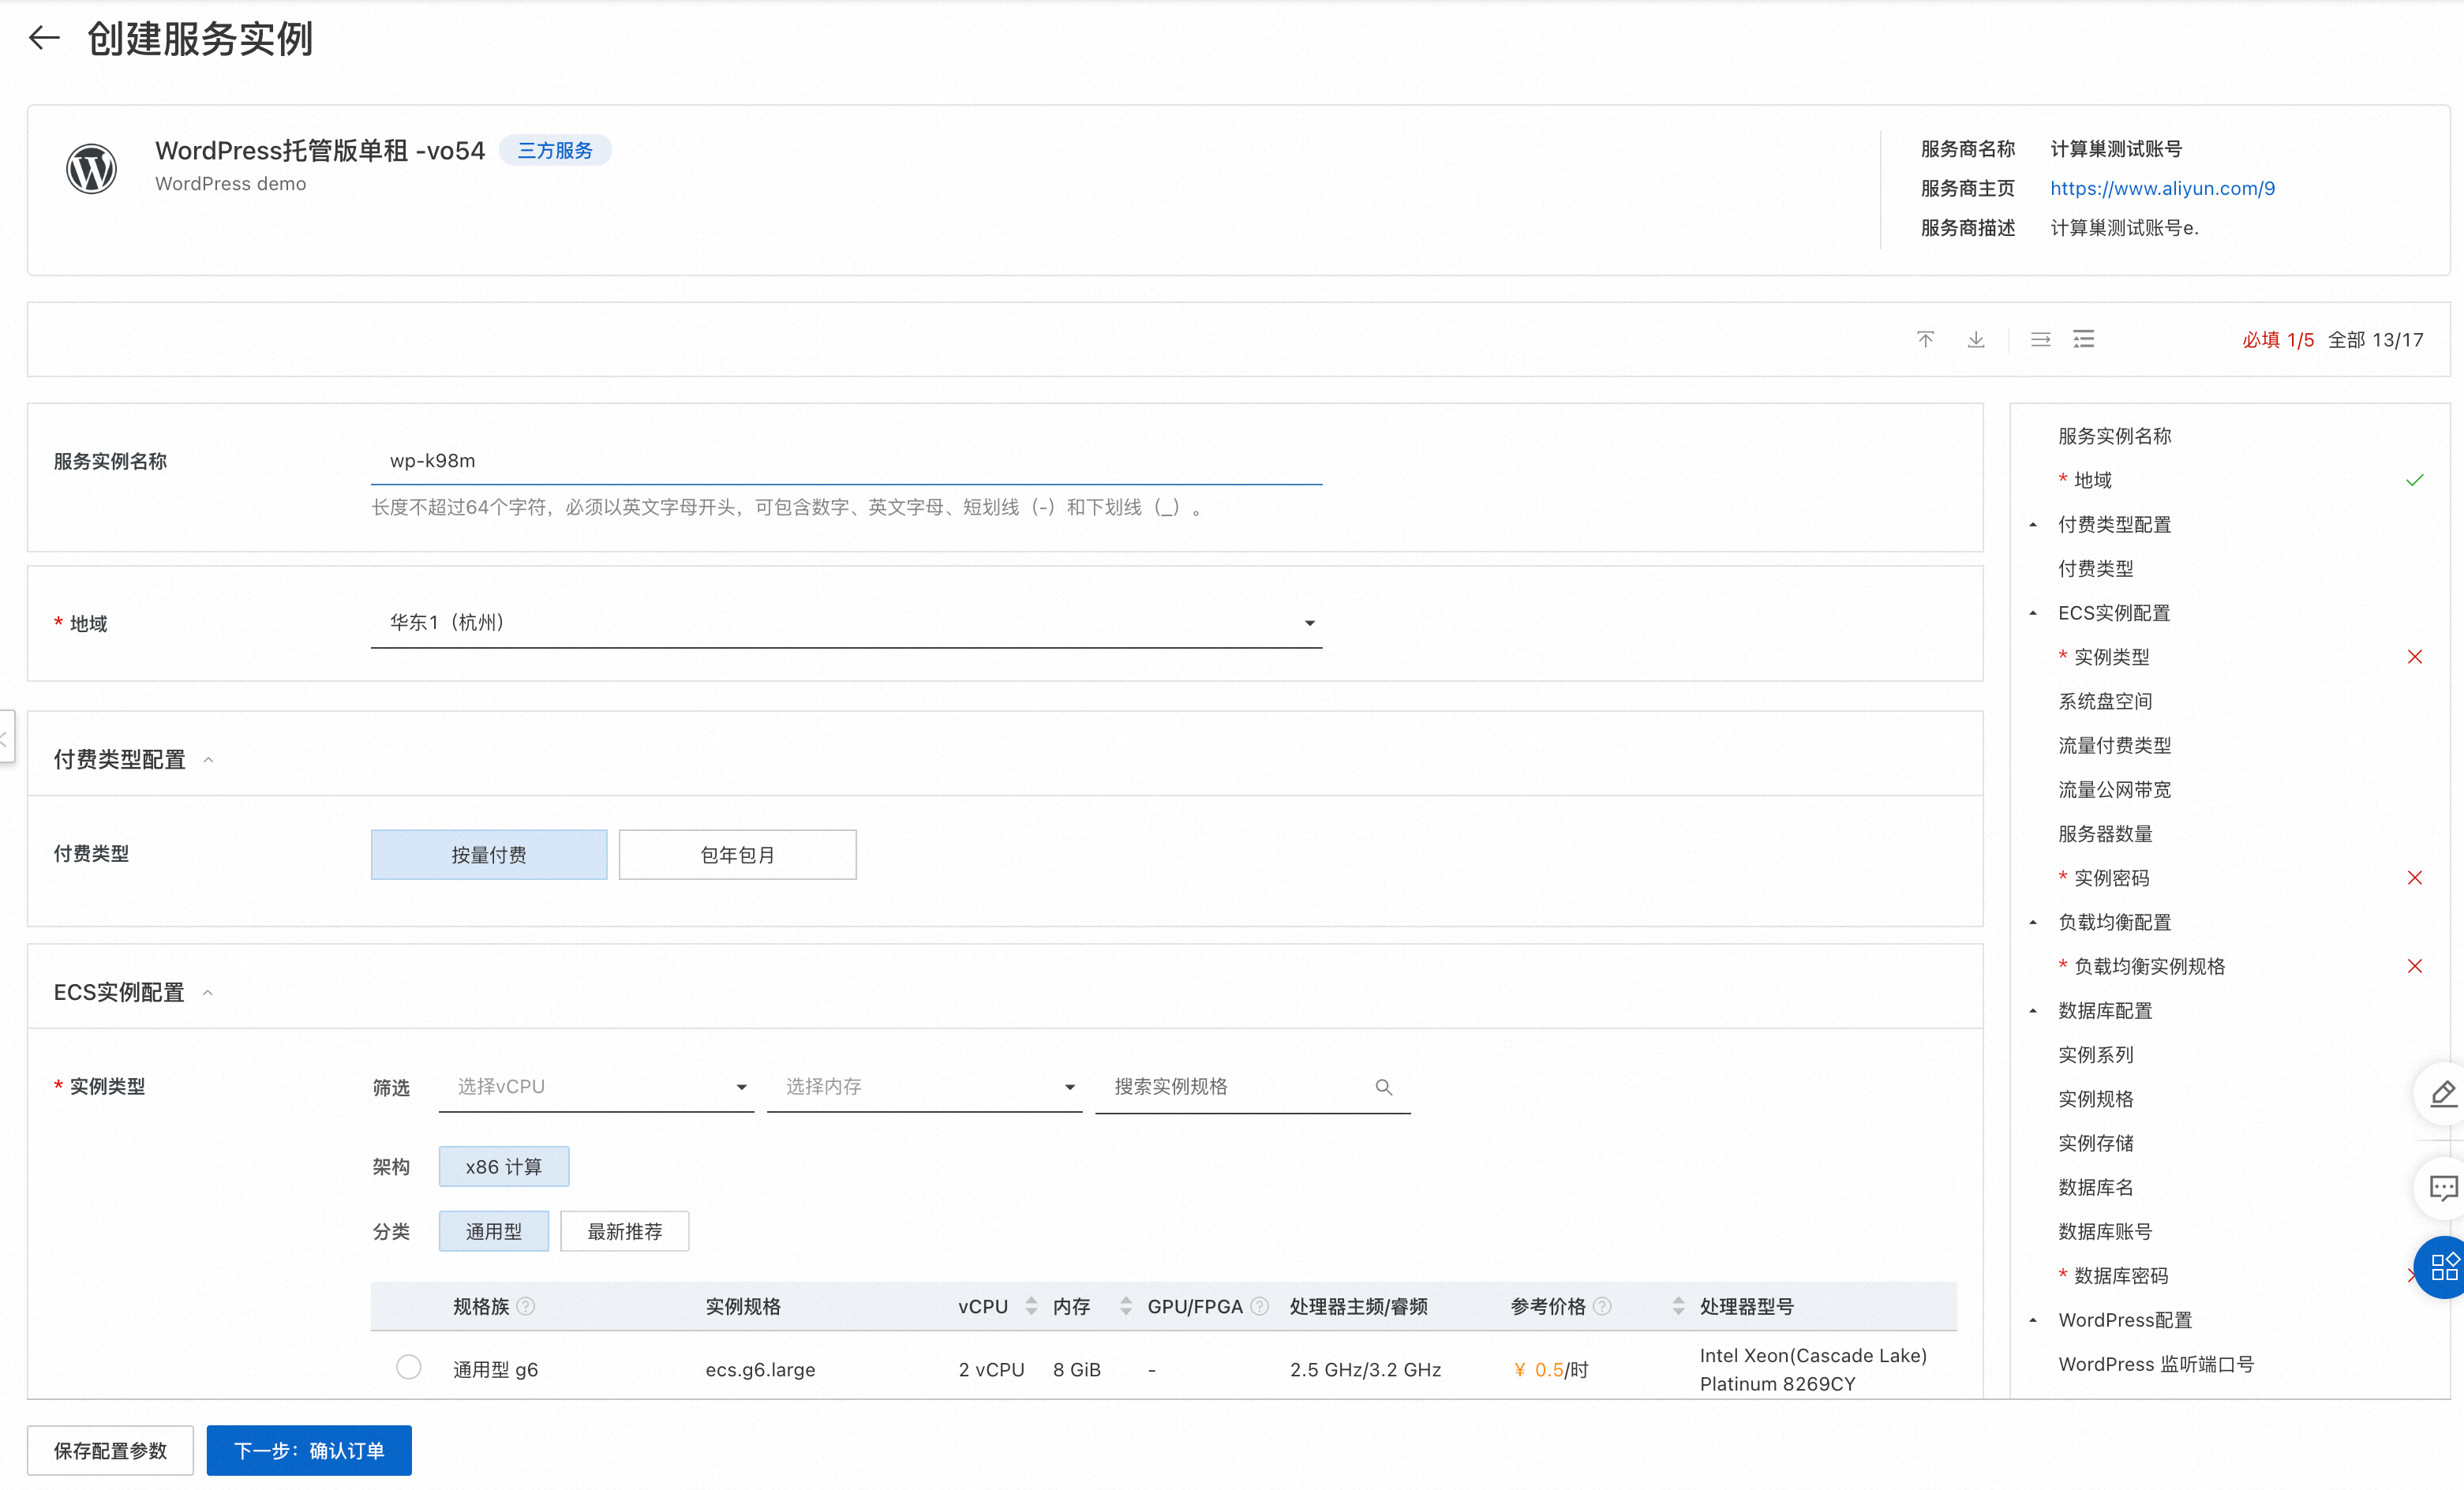 创建服务实例
WordPress托管版单租 -vo54 三方服务
WordPress demo
服务商名称 计算巢测试账号
服务商主页 https://www.aliyun.com/9
服务商描述 计算巢测试账号e.
必填 1/5 全部 13/17
服务实例名称 wp-k98m
长度不超过64个字符，必须以英文字母开头，可包含数字、英文字母、短划线（-）和下划线（_）。
* 地域 华东1（杭州）
付费类型配置
付费类型 按量付费 包年包月
ECS实例配置
* 实例类型 筛选 选择vCPU 选择内存 搜索实例规格
架构 x86 计算
分类 通用型 最新推荐
规格族 实例规格 vCPU 内存 GPU/FPGA 处理器主频/睿频 参考价格 处理器型号
通用型 g6 ecs.g6.large 2 vCPU 8 GiB - 2.5 GHz/3.2 GHz ¥ 0.5/时 Intel Xeon(Cascade Lake)
Platinum 8269CY
服务实例名称
* 地域
付费类型配置
付费类型
ECS实例配置
* 实例类型
系统盘空间
流量付费类型
流量公网带宽
服务器数量
* 实例密码
负载均衡配置
* 负载均衡实例规格
数据库配置
实例系列
实例规格
实例存储
数据库名
数据库账号
* 数据库密码
WordPress配置
WordPress 监听端口号
保存配置参数 下一步：确认订单